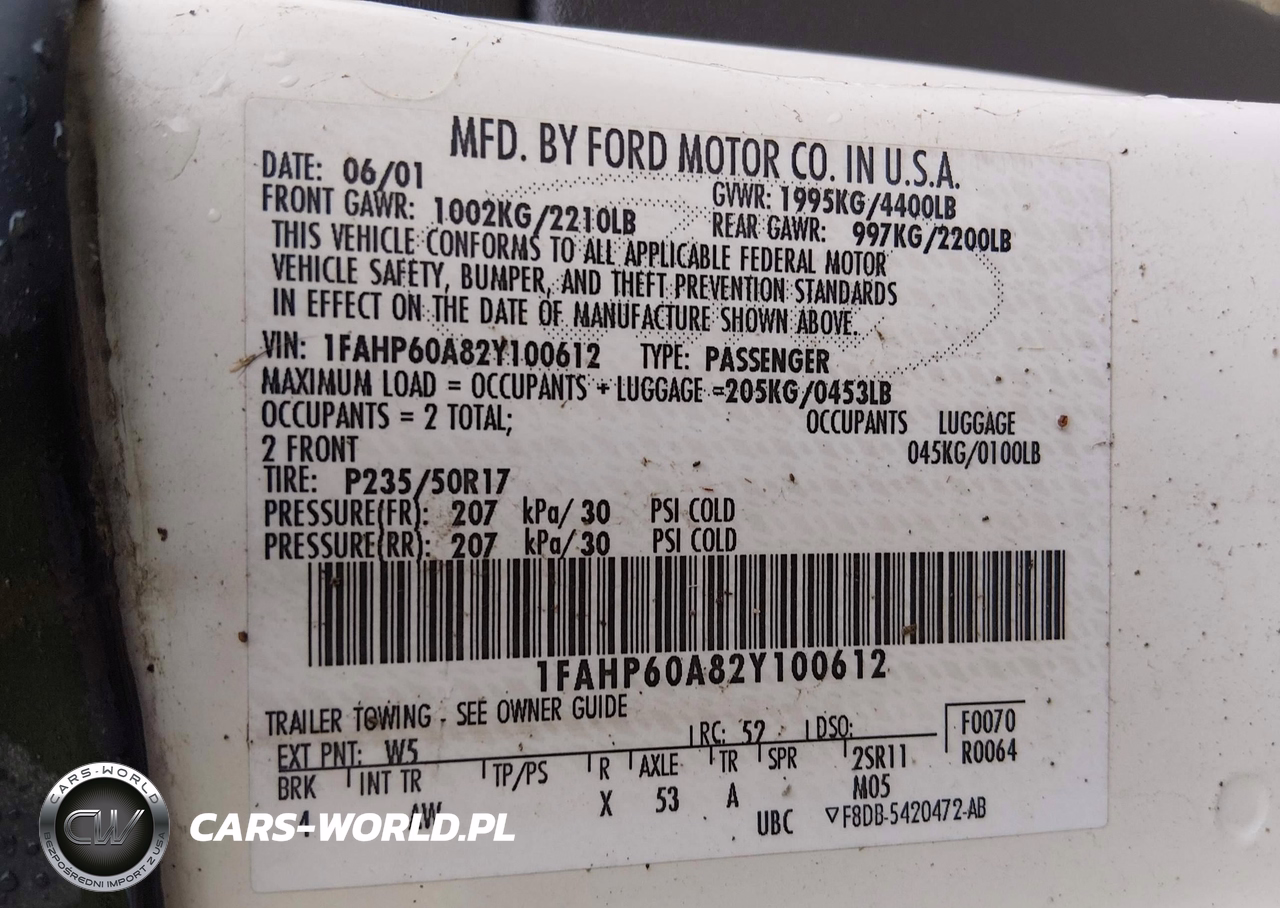 MFD. BY FORD MOTOR CO. IN U.S.A.
DATE: 06/01 GVWR: 1995KG/4400LB
FRONT GAWR: 1002KG/2210LB REAR GAWR: 997KG/2200LB
THIS VEHICLE CONFORMS TO ALL APPLICABLE FEDERAL MOTOR
VEHICLE SAFETY, BUMPER, AND THEFT PREVENTION STANDARDS
IN EFFECT ON THE DATE OF MANUFACTURE SHOWN ABOVE.
VIN: 1FAHP60A82Y100612 TYPE: PASSENGER
MAXIMUM LOAD = OCCUPANTS + LUGGAGE =205KG/0453LB
OCCUPANTS = 2 TOTAL; OCCUPANTS LUGGAGE
2 FRONT 045KG/0100LB
TIRE: P235/50R17
PRESSURE(FR): 207 kPa/ 30 PSI COLD
PRESSURE(RR): 207 kPa/ 30 PSI COLD
1FAHP60A82Y100612
TRAILER TOWING - SEE OWNER GUIDE
EXT PNT: W5 RC: 52 DSO: F0070
BRK INT TR TP/PS R AXLE TR SPR 2SR11 R0064
4 AW X 53 A M05
UBC ▽F8DB-5420472-AB
CARS-WORLD
CW
BEZPOŚREDNI IMPORT Z USA
CARS-WORLD.PL